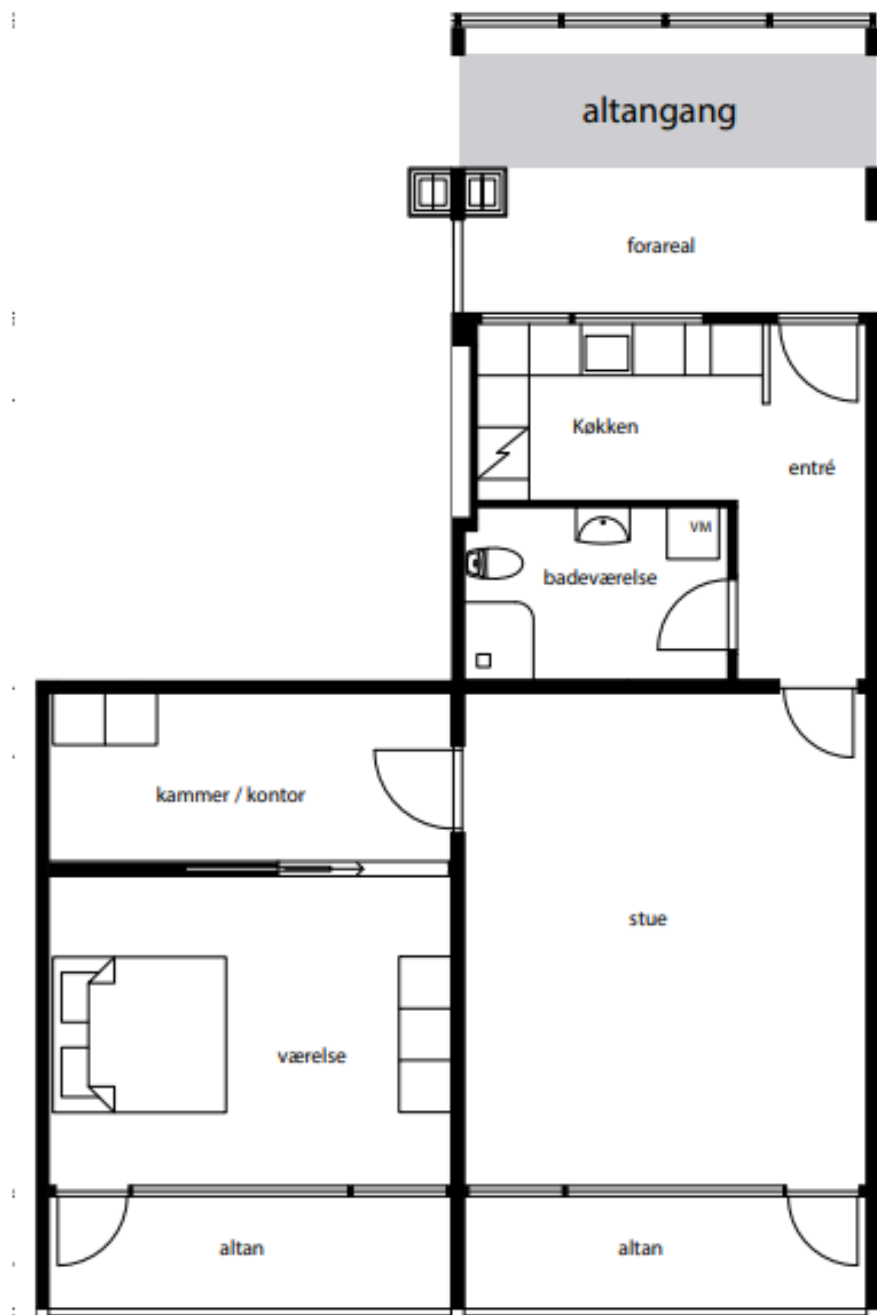 altangang
forareal
Køkken
entré
VM
badeværelse
kammer / kontor
stue
værelse
altan
altan